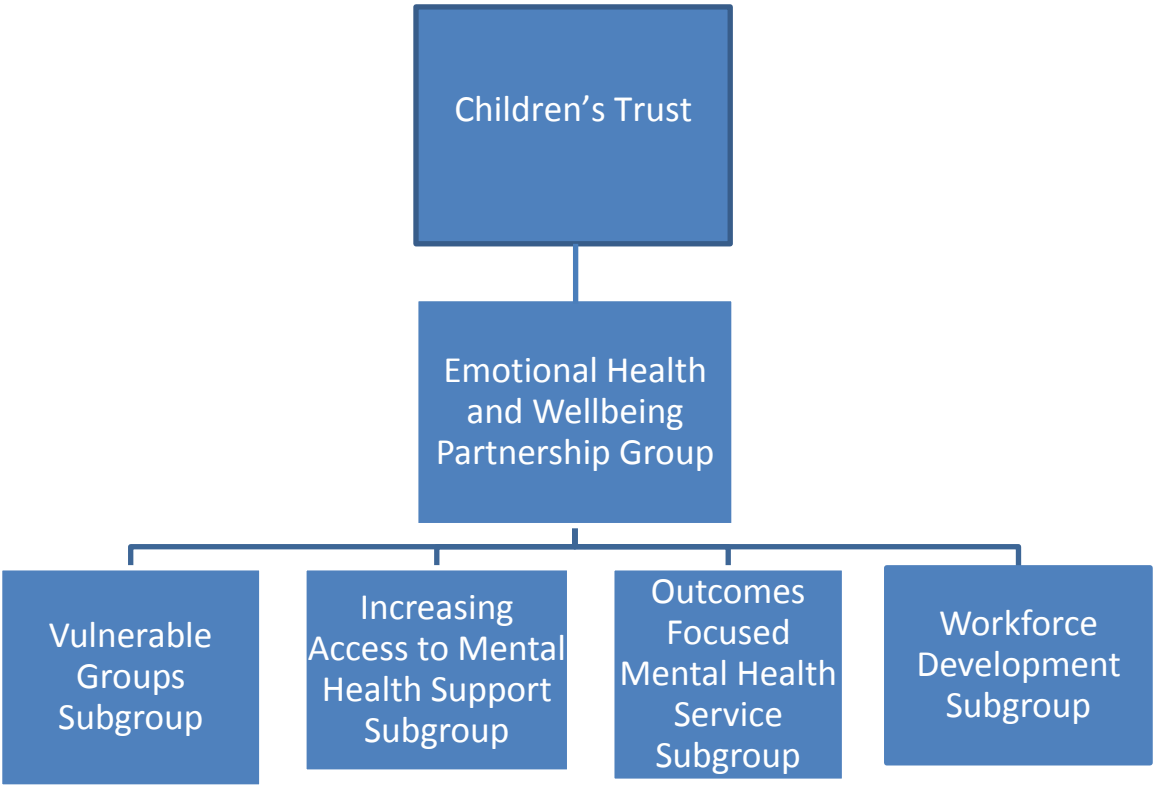 Children’s Trust
Emotional Health
and Wellbeing
Partnership Group
Vulnerable
Groups
Subgroup
Increasing
Access to Mental
Health Support
Subgroup
Outcomes
Focused
Mental Health
Service
Subgroup
Workforce
Development
Subgroup